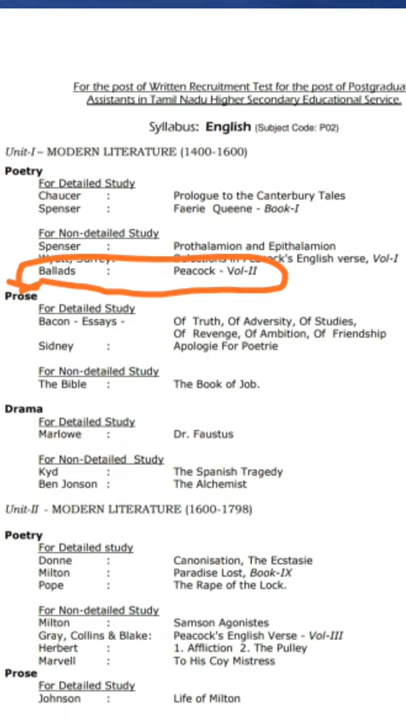 For the post of Written Recruitment Test for the post of Postgradua
Assistants in Tamil Nadu Higher Secondary Educational Service.
Syllabus: English (Subject Code: P02)
Unit-I – MODERN LITERATURE (1400-1600)
Poetry
For Detailed Study
Chaucer : Prologue to the Canterbury Tales
Spenser : Faerie Queene - Book-I
For Non-detailed Study
Spenser : Prothalamion and Epithalamion
Wyatt, Surrey: Selections in Peacock's English verse, Vol-I
Ballads : Peacock - Vol-II
Prose
For Detailed Study
Bacon - Essays - Of Truth, Of Adversity, Of Studies,
Of Revenge, Of Ambition, Of Friendship
Sidney : Apologie For Poetrie
For Non-detailed Study
The Bible : The Book of Job.
Drama
For Detailed Study
Marlowe : Dr. Faustus
For Non-Detailed Study
Kyd : The Spanish Tragedy
Ben Jonson : The Alchemist
Unit-II - MODERN LITERATURE (1600-1798)
Poetry
For Detailed study
Donne : Canonisation, The Ecstasie
Milton : Paradise Lost, Book-IX
Pope : The Rape of the Lock.
For Non-detailed Study
Milton : Samson Agonistes
Gray, Collins & Blake: Peacock's English Verse - Vol-III
Herbert : 1. Affliction 2. The Pulley
Marvell : To His Coy Mistress
Prose
For Detailed Study
Johnson : Life of Milton